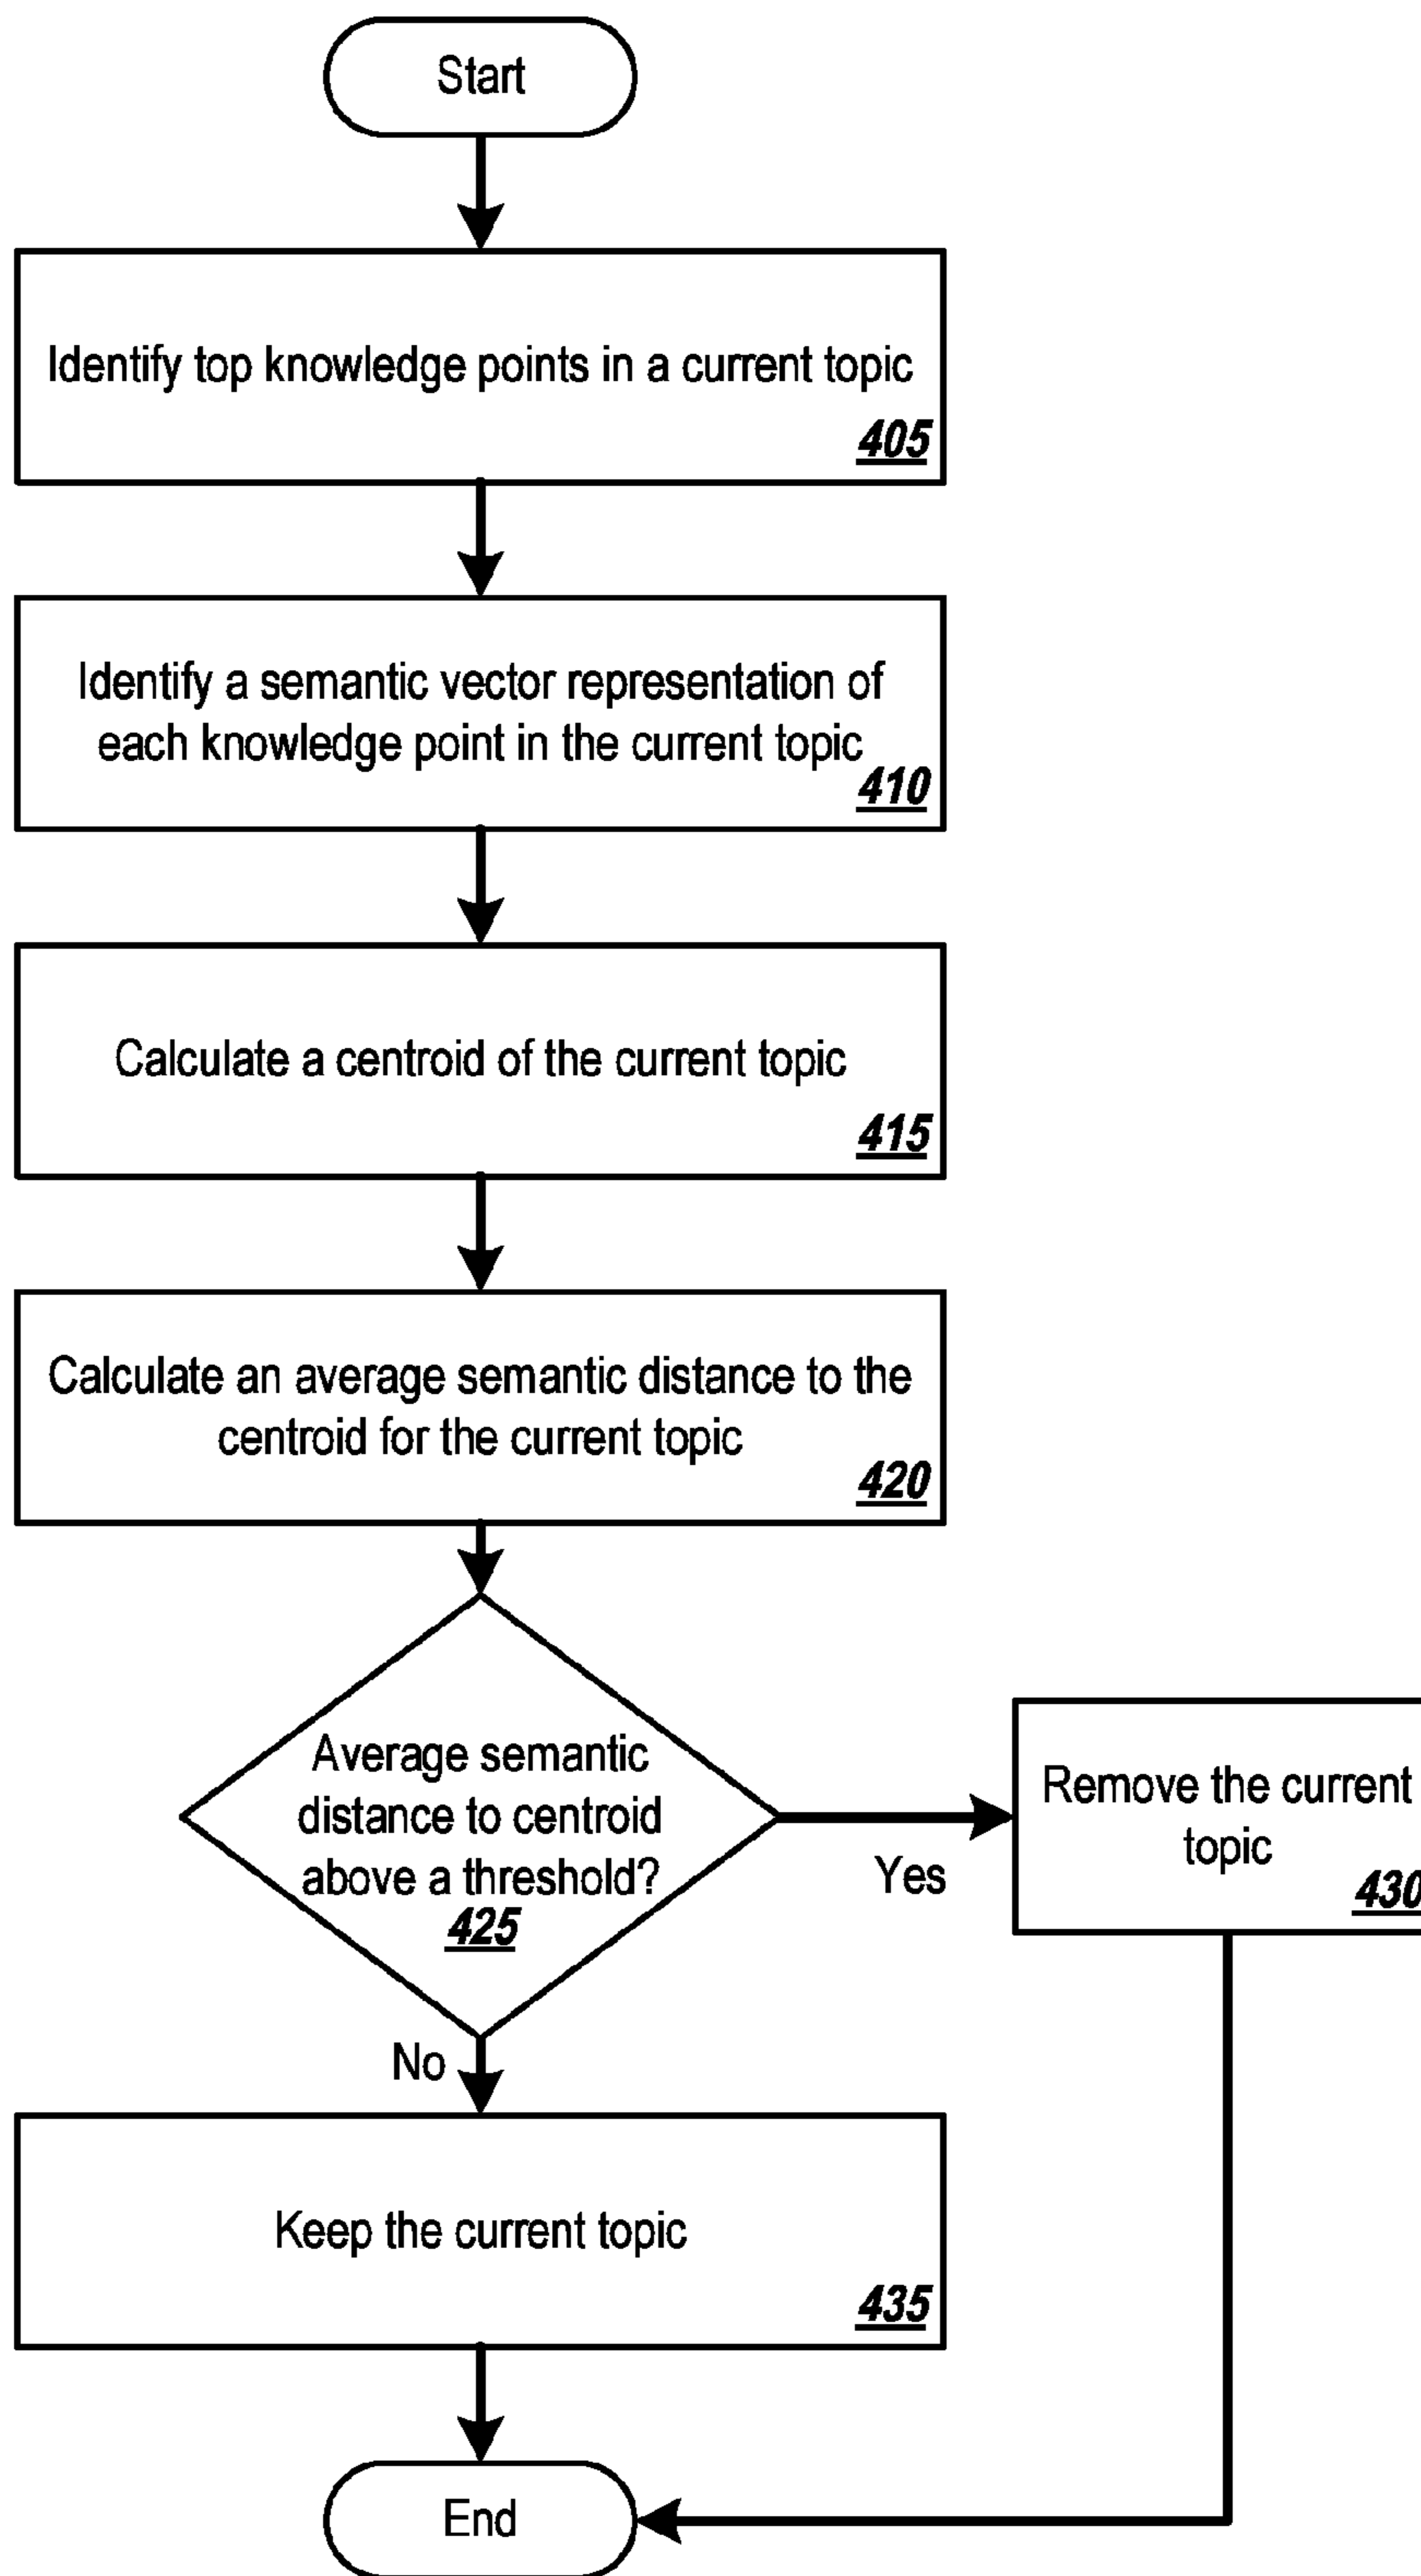 Start
Identify top knowledge points in a current topic
405
Identify a semantic vector representation of
each knowledge point in the current topic
410
Calculate a centroid of the current topic
415
Calculate an average semantic distance to the
centroid for the current topic
420
Average semantic
distance to centroid
above a threshold?
425
Yes
Remove the current
topic
430
No
Keep the current topic
435
End